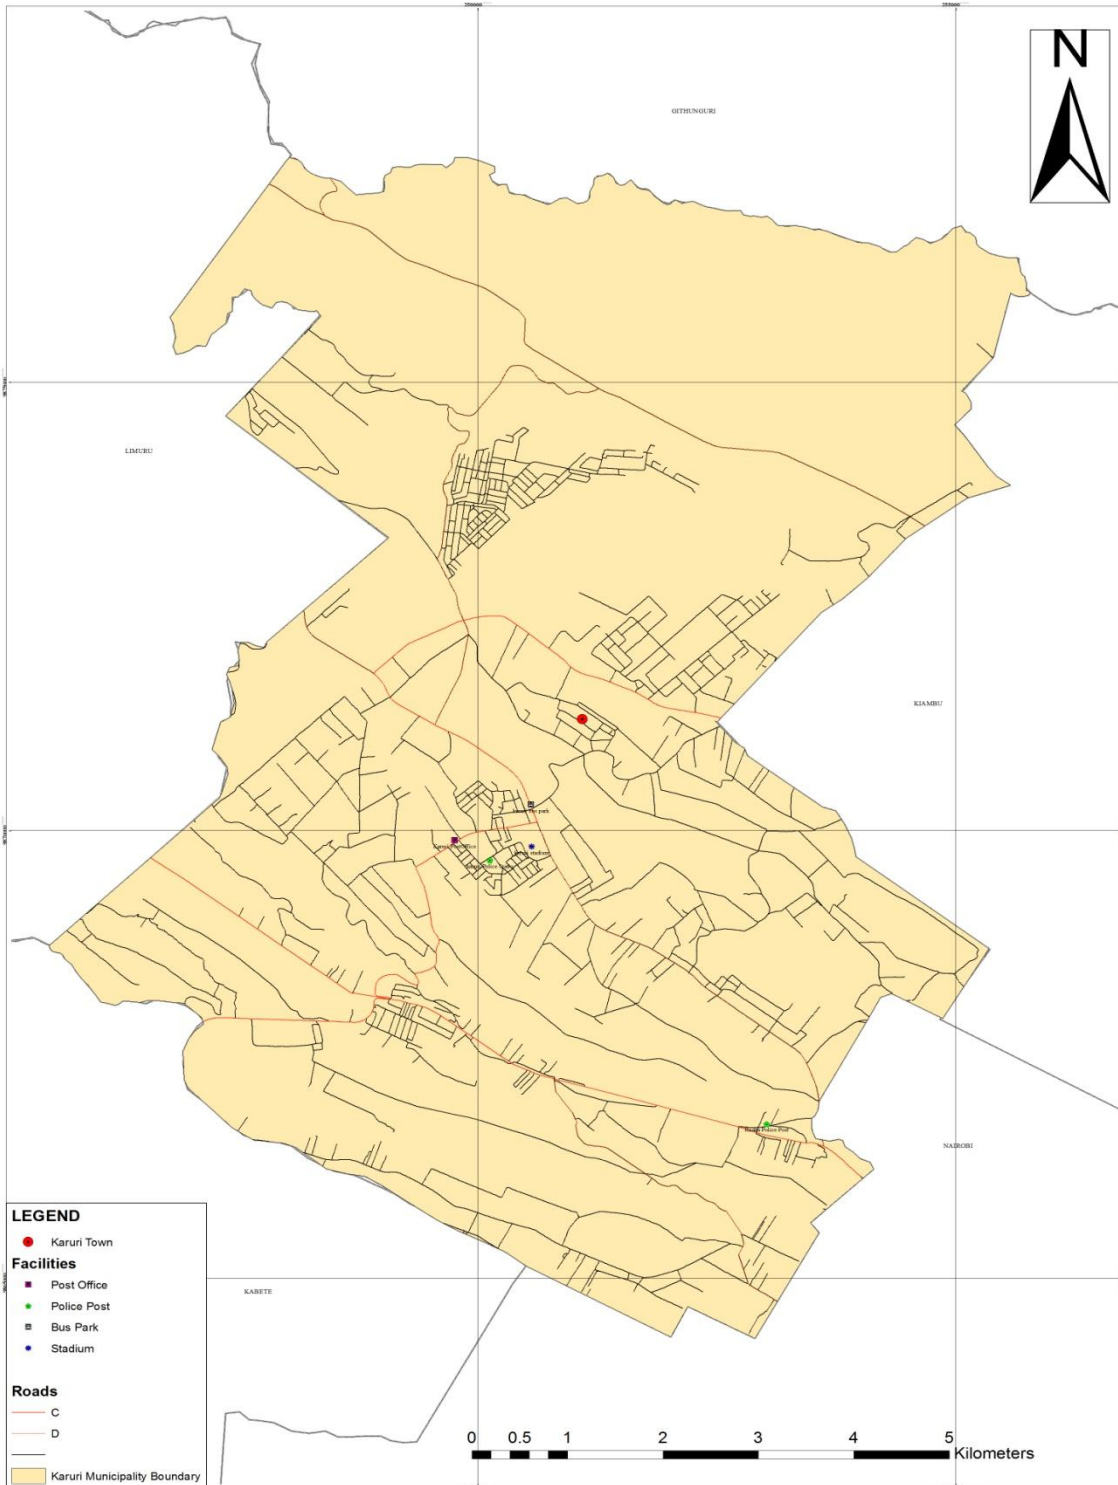 N
GITHUNGURI
LIMURU
KIAMBU
NAIROBI
KABETE
LEGEND
Karuri Town
Facilities
Post Office
Police Post
Bus Park
Stadium
Roads
C
D
Karuri Municipality Boundary
0 0.5 1 2 3 4 5
Kilometers